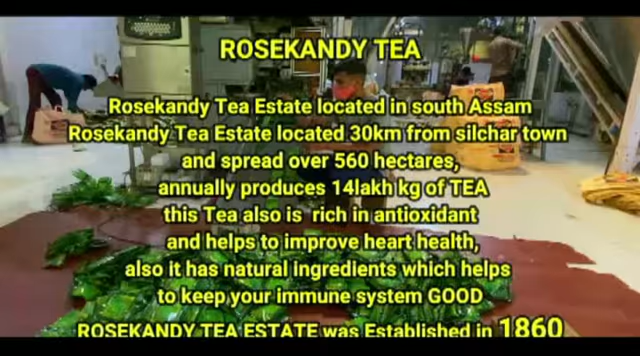 ROSEKANDY TEA
Rosekandy Tea Estate located in south Assam
Rosekandy Tea Estate located 30km from silchar town
and spread over 560 hectares,
annually produces 14lakh kg of TEA
this Tea also is rich in antioxidant
and helps to improve heart health,
also it has natural ingredients which helps
to keep your immune system GOOD
ROSEKANDY TEA ESTATE was Established in 1860